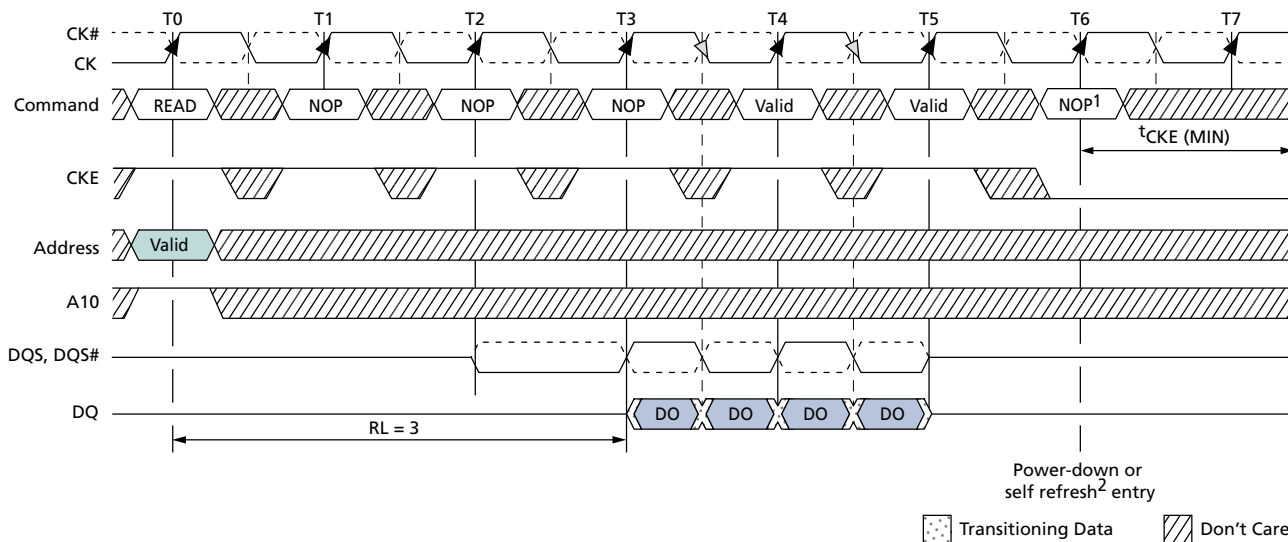 T0 T1 T2 T3 T4 T5 T6 T7
CK#
CK
Command READ NOP NOP NOP Valid Valid NOP1
tCKE (MIN)
CKE
Address Valid
A10
DQS, DQS#
DQ DO DO DO DO
RL = 3
Power-down or
self refresh2 entry
Transitioning Data Don't Care